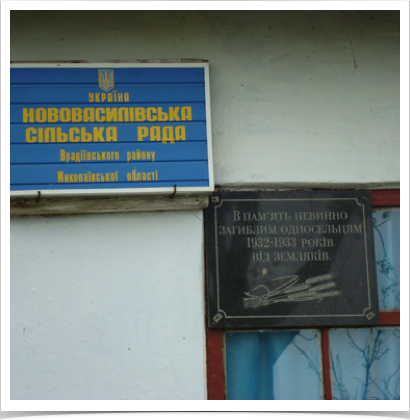 УКРАЇНА
НОВОВАСИЛІВСЬКА
СІЛЬСЬКА РАДА
Врадіївського району
Миколаївської області
В ПАМ'ЯТЬ НЕВИННО
ЗАГИБЛИМ ОДНОСЕЛЬЦЯМ
1932-1933 РОКІВ
ВІД ЗЕМЛЯКІВ.